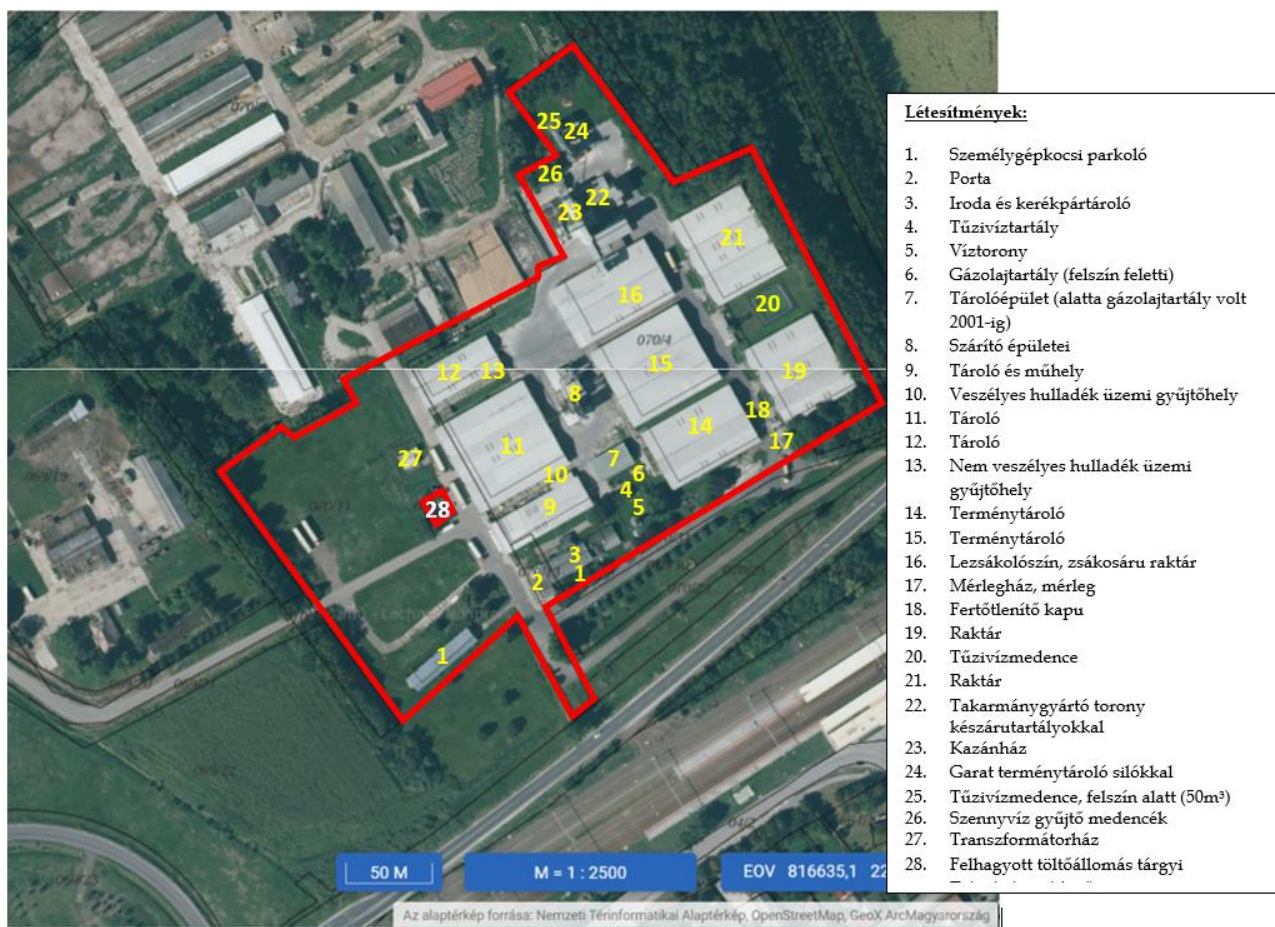 25
24
26
22
23
21
20
16
070/4
15
19
12
13
8
18
14
17
11
7
27
10
6
4
28
9
5
3
1
2
1
Létesítmények:
1. Személygépkocsi parkoló
2. Porta
3. Iroda és kerékpártároló
4. Tűzivíztartály
5. Víztorony
6. Gázolajtartály (felszín feletti)
7. Tárolóépület (alatta gázolajtartály volt
2001-ig)
8. Szárító épületei
9. Tároló és műhely
10. Veszélyes hulladék üzemi gyűjtőhely
11. Tároló
12. Tároló
13. Nem veszélyes hulladék üzemi
gyűjtőhely
14. Terménytároló
15. Terménytároló
16. Lezsákolószín, zsákosáru raktár
17. Mérlegház, mérleg
18. Fertőtlenítő kapu
19. Raktár
20. Tűzivízmedence
21. Raktár
22. Takarmánygyártó torony
készárutartályokkal
23. Kazánház
24. Garat terménytároló silókkal
25. Tűzivízmedence, felszín alatt (50m³)
26. Szennyvíz gyűjtő medencék
27. Transzformátorház
28. Felhagyott töltőállomás tárgyi
069/22
04/2
50 M
M = 1 : 2500
EOV 816635,1 22
Az alaptérkép forrása: Nemzeti Térinformatikai Alaptérkép, OpenStreetMap, GeoX ArcMagyarország